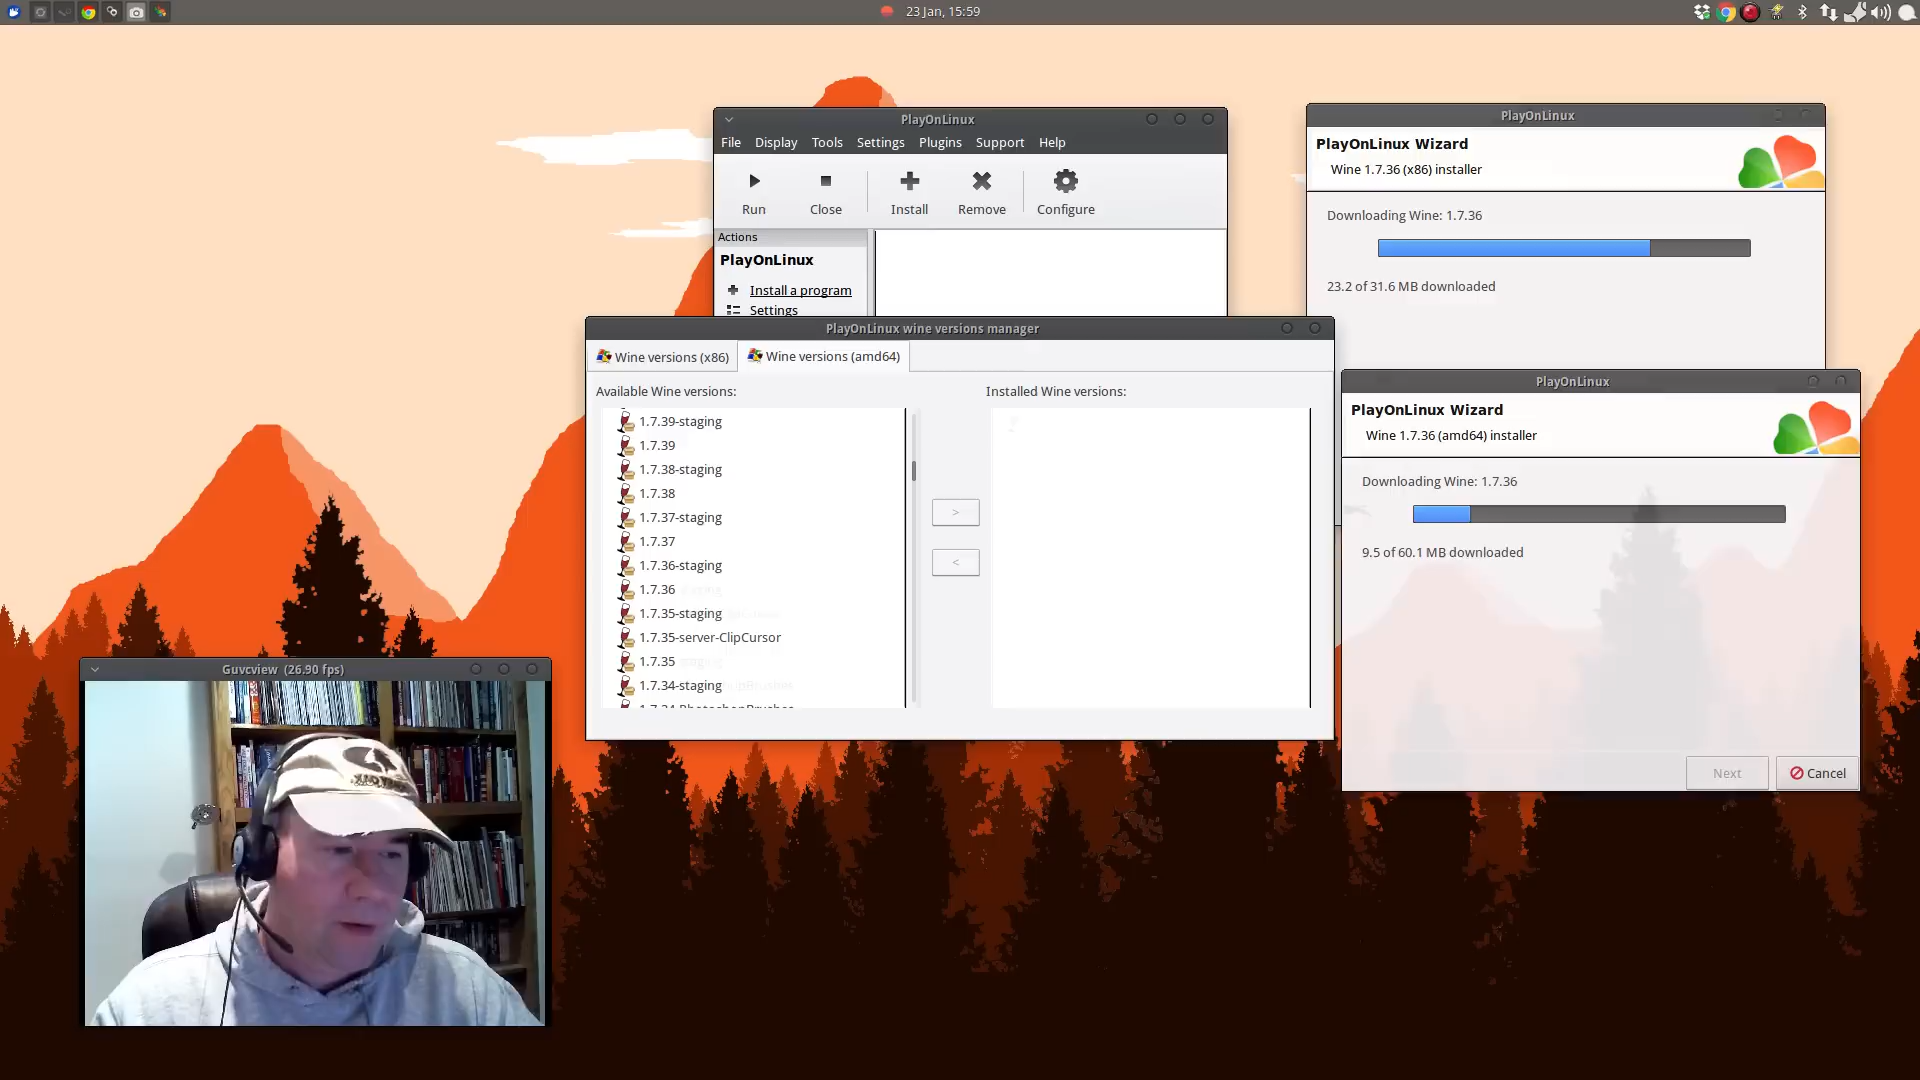 23 Jan, 15:59
PlayOnLinux
File Display Tools Settings Plugins Support Help
Run Close Install Remove Configure
Actions
PlayOnLinux
Install a program
Settings
PlayOnLinux
PlayOnLinux Wizard
Wine 1.7.36 (x86) installer
Downloading Wine: 1.7.36
23.2 of 31.6 MB downloaded
PlayOnLinux wine versions manager
Wine versions (x86) Wine versions (amd64)
Available Wine versions:
1.7.39-staging
1.7.39
1.7.38-staging
1.7.38
1.7.37-staging
1.7.37
1.7.36-staging
1.7.36
1.7.35-staging
1.7.35-server-ClipCursor
1.7.35
1.7.34-staging
1.7.34-PhotoshopBrushes
>
<
Installed Wine versions:
PlayOnLinux
PlayOnLinux Wizard
Wine 1.7.36 (amd64) installer
Downloading Wine: 1.7.36
9.5 of 60.1 MB downloaded
Next Cancel
Guvcview (26.90 fps)